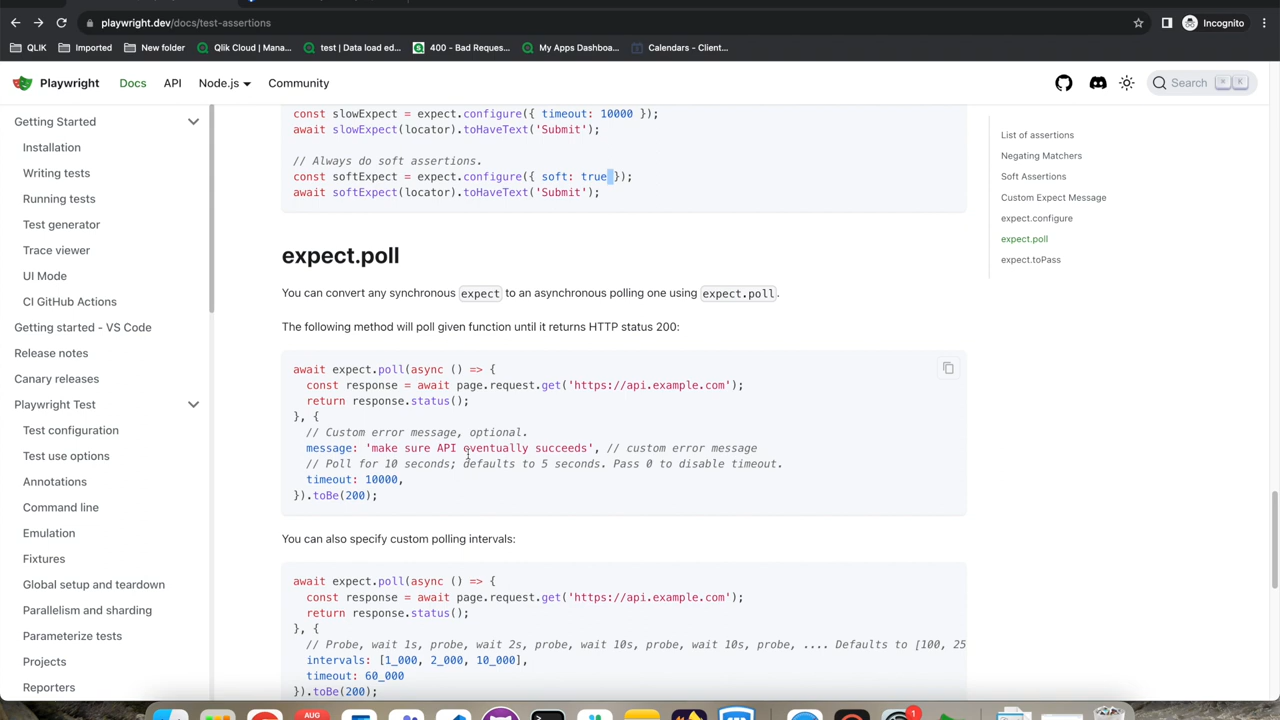 playwright.dev/docs/test-assertions
Incognito
QLIK
Imported
New folder
Qlik Cloud | Mana...
test | Data load ed...
400 - Bad Reques...
My Apps Dashboa...
Calendars - Client...
Playwright
Docs
API
Node.js
Community
Search
⌘
K
Getting Started
Installation
Writing tests
Running tests
Test generator
Trace viewer
UI Mode
CI GitHub Actions
Getting started - VS Code
Release notes
Canary releases
Playwright Test
Test configuration
Test use options
Annotations
Command line
Emulation
Fixtures
Global setup and teardown
Parallelism and sharding
Parameterize tests
Projects
Reporters
const slowExpect = expect.configure({ timeout: 10000 });
await slowExpect(locator).toHaveText('Submit');
// Always do soft assertions.
const softExpect = expect.configure({ soft: true });
await softExpect(locator).toHaveText('Submit');
expect.poll
You can convert any synchronous expect to an asynchronous polling one using expect.poll.
The following method will poll given function until it returns HTTP status 200:
await expect.poll(async () => {
const response = await page.request.get('https://api.example.com');
return response.status();
}, {
// Custom error message, optional.
message: 'make sure API eventually succeeds', // custom error message
// Poll for 10 seconds; defaults to 5 seconds. Pass 0 to disable timeout.
timeout: 10000,
}).toBe(200);
You can also specify custom polling intervals:
await expect.poll(async () => {
const response = await page.request.get('https://api.example.com');
return response.status();
}, {
// Probe, wait 1s, probe, wait 2s, probe, wait 10s, probe, wait 10s, probe, .... Defaults to [100, 25
intervals: [1_000, 2_000, 10_000],
timeout: 60_000
}).toBe(200);
List of assertions
Negating Matchers
Soft Assertions
Custom Expect Message
expect.configure
expect.poll
expect.toPass
AUG
1